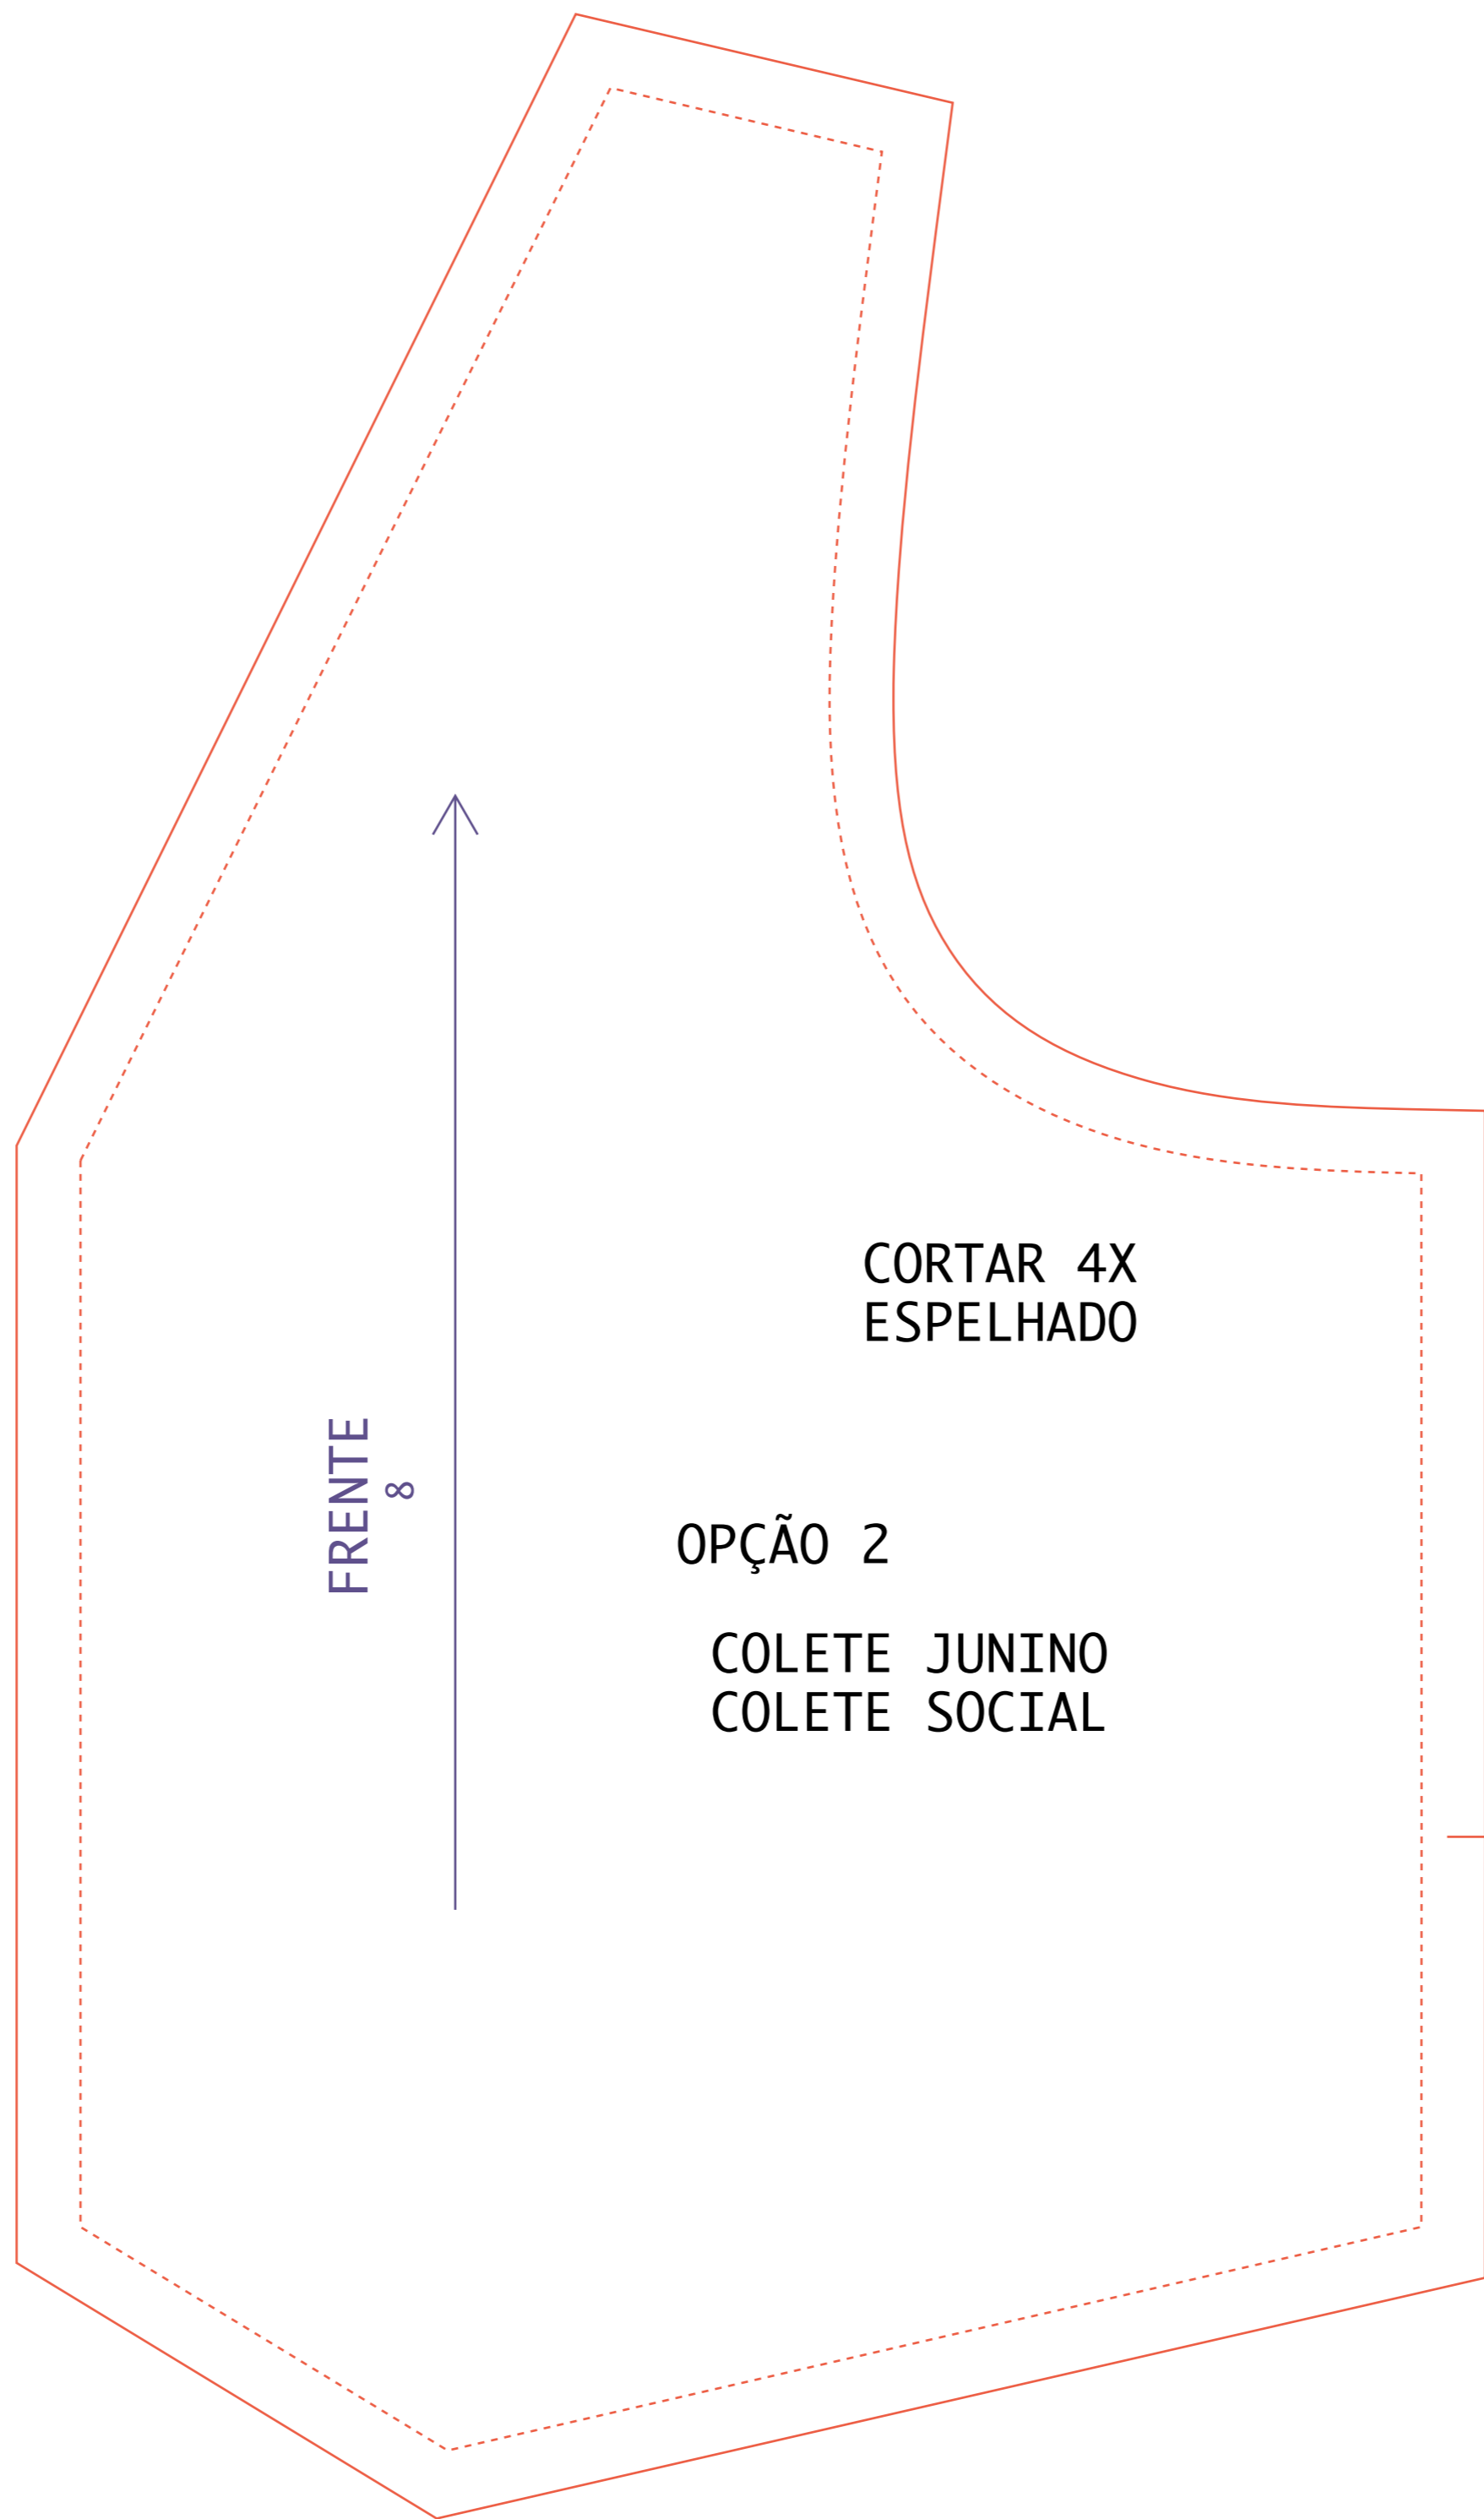 CORTAR 4X
ESPELHADO
FRENTE
8
OPÇÃO 2
COLETE JUNINO
COLETE SOCIAL